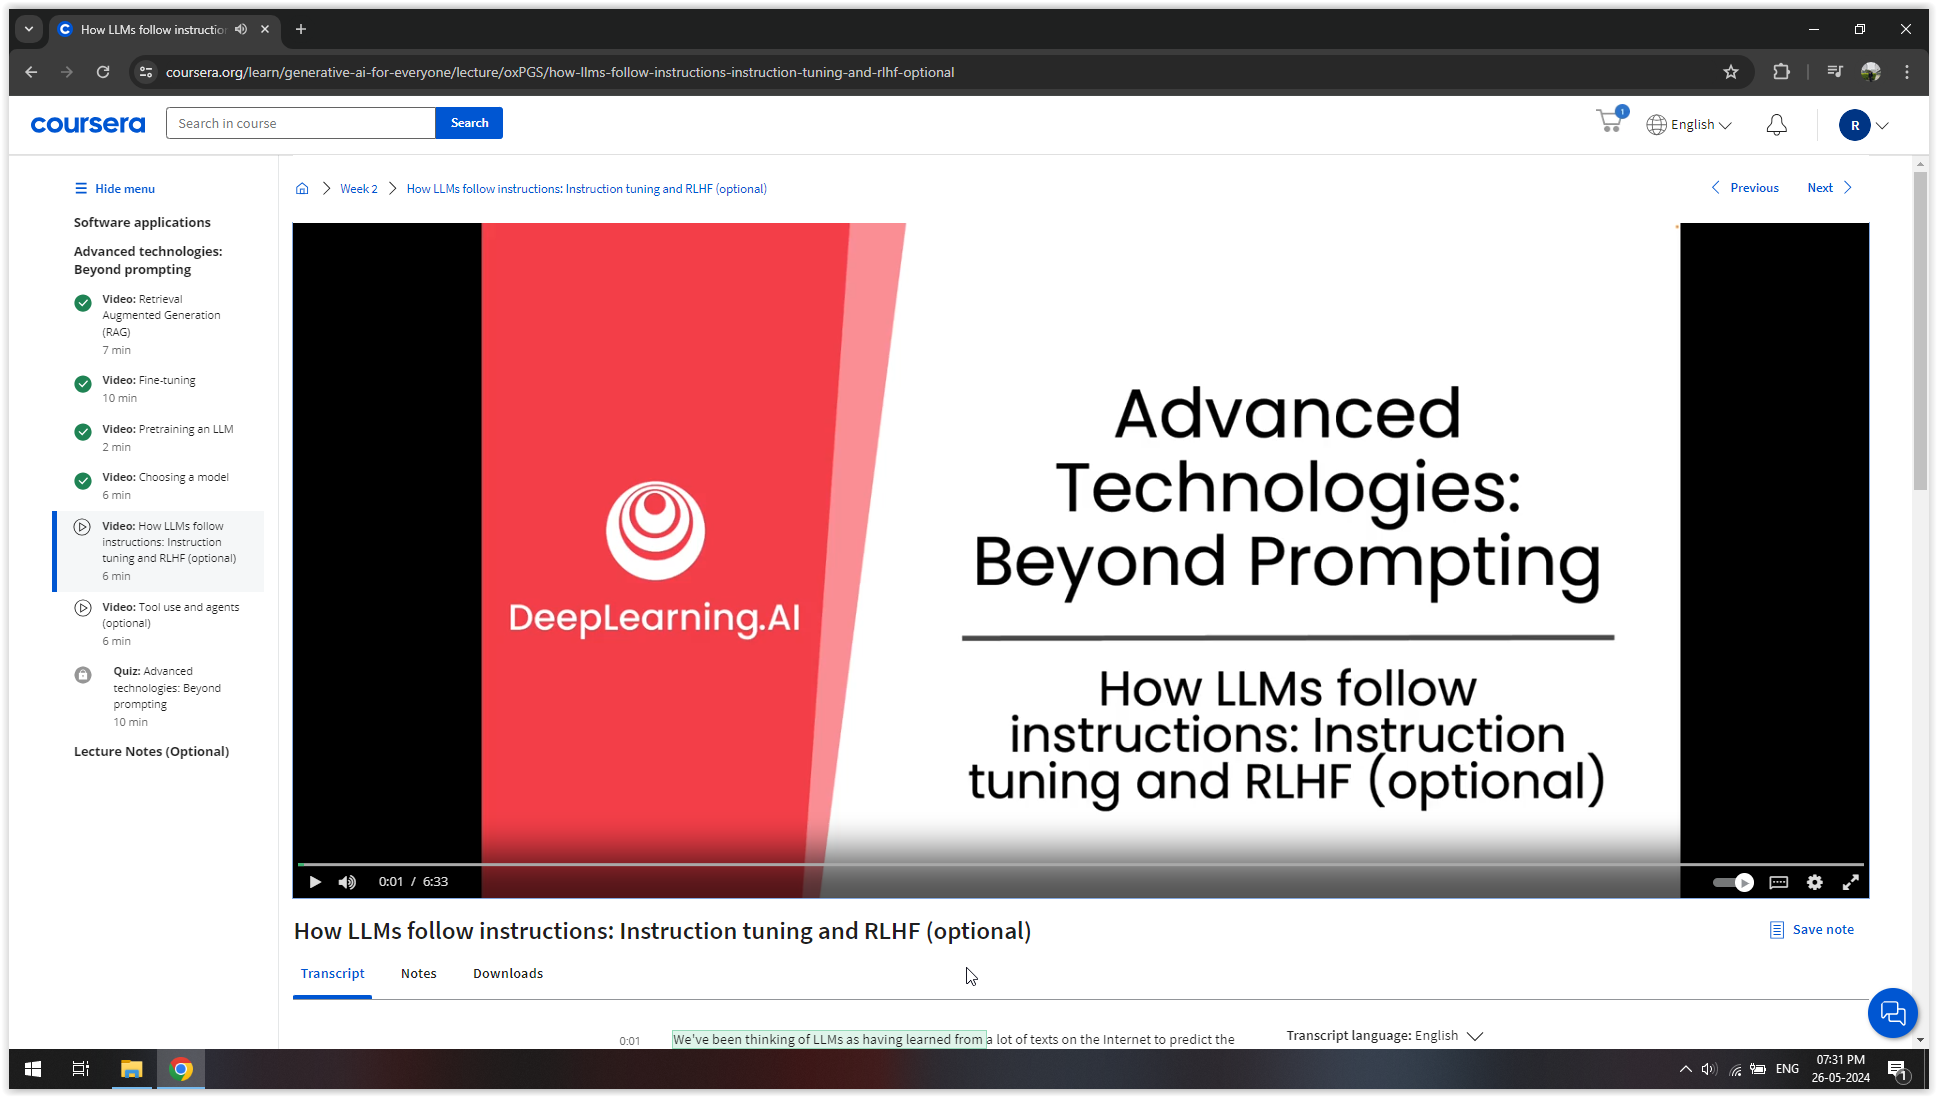 How LLMs follow instructio
coursera.org/learn/generative-ai-for-everyone/lecture/oxPGS/how-llms-follow-instructions-instruction-tuning-and-rlhf-optional
coursera
Search in course
Search
1
English
R
Hide menu
Software applications
Advanced technologies:
Beyond prompting
Video: Retrieval
Augmented Generation
(RAG)
7 min
Video: Fine-tuning
10 min
Video: Pretraining an LLM
2 min
Video: Choosing a model
6 min
Video: How LLMs follow
instructions: Instruction
tuning and RLHF (optional)
6 min
Video: Tool use and agents
(optional)
6 min
Quiz: Advanced
technologies: Beyond
prompting
10 min
Lecture Notes (Optional)
Week 2
How LLMs follow instructions: Instruction tuning and RLHF (optional)
Previous
Next
DeepLearning.AI
Advanced
Technologies:
Beyond Prompting
How LLMs follow
instructions: Instruction
tuning and RLHF (optional)
0:01 / 6:33
How LLMs follow instructions: Instruction tuning and RLHF (optional)
Save note
Transcript
Notes
Downloads
0:01
We've been thinking of LLMs as having learned from a lot of texts on the Internet to predict the
Transcript language: English
ENG
07:31 PM
26-05-2024
1